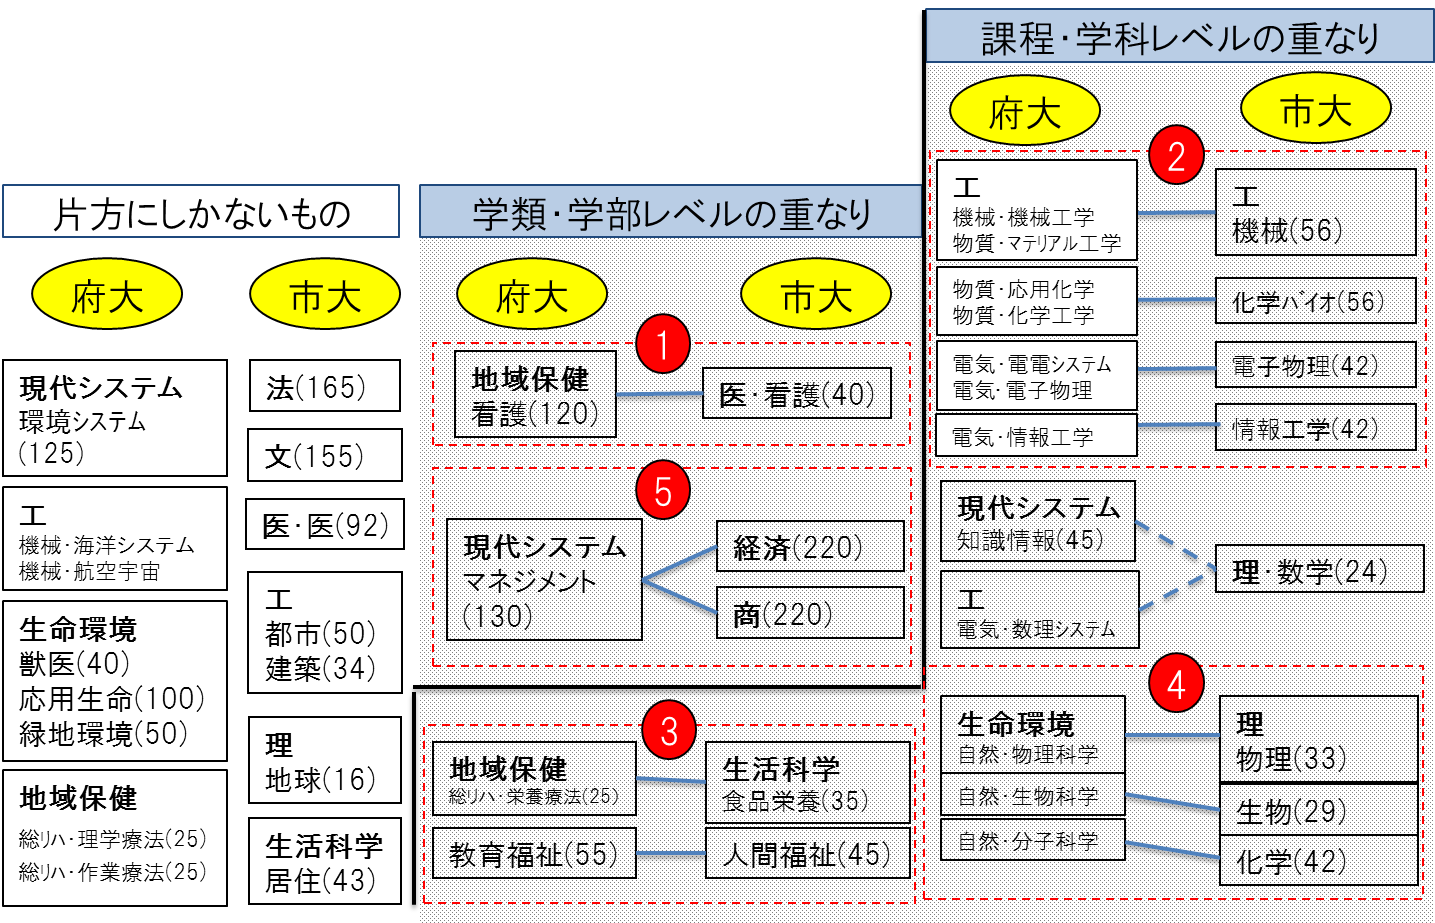 片方にしかないもの
府大
市大
現代システム
環境システム
(125)
工
機械・海洋システム
機械・航空宇宙
生命環境
獣医(40)
応用生命(100)
緑地環境(50)
地域保健
総リハ・理学療法(25)
総リハ・作業療法(25)
法(165)
文(155)
医・医(92)
工
都市(50)
建築(34)
理
地球(16)
生活科学
居住(43)
学類・学部レベルの重なり
府大
市大
1
地域保健
看護(120)
医・看護(40)
5
現代システム
マネジメント
(130)
経済(220)
商(220)
3
地域保健
総リハ・栄養療法(25)
生活科学
食品栄養(35)
教育福祉(55)
人間福祉(45)
課程・学科レベルの重なり
府大
市大
2
工
機械・機械工学
物質・マテリアル工学
工
機械(56)
物質・応用化学
物質・化学工学
化学バイオ(56)
電気・電電システム
電気・電子物理
電子物理(42)
電気・情報工学
情報工学(42)
現代システム
知識情報(45)
工
電気・数理システム
理・数学(24)
4
生命環境
自然・物理科学
理
物理(33)
自然・生物科学
生物(29)
自然・分子科学
化学(42)